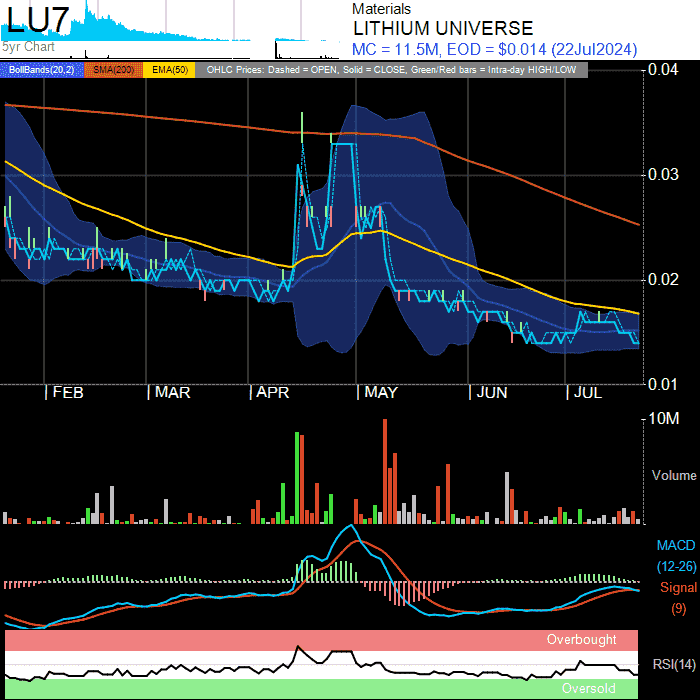 LU7
5yr Chart
Materials
LITHIUM UNIVERSE
MC = 11.5M, EOD = $0.014 (22Jul2024)
BollBands(20,2) SMA(200) EMA(50) OHLC Prices: Dashed = OPEN, Solid = CLOSE, Green/Red bars = Intra-day HIGH/LOW
0.04
0.03
0.02
0.01
FEB MAR APR MAY JUN JUL
10M
Volume
MACD
(12-26)
Signal
(9)
Overbought
RSI(14)
Oversold